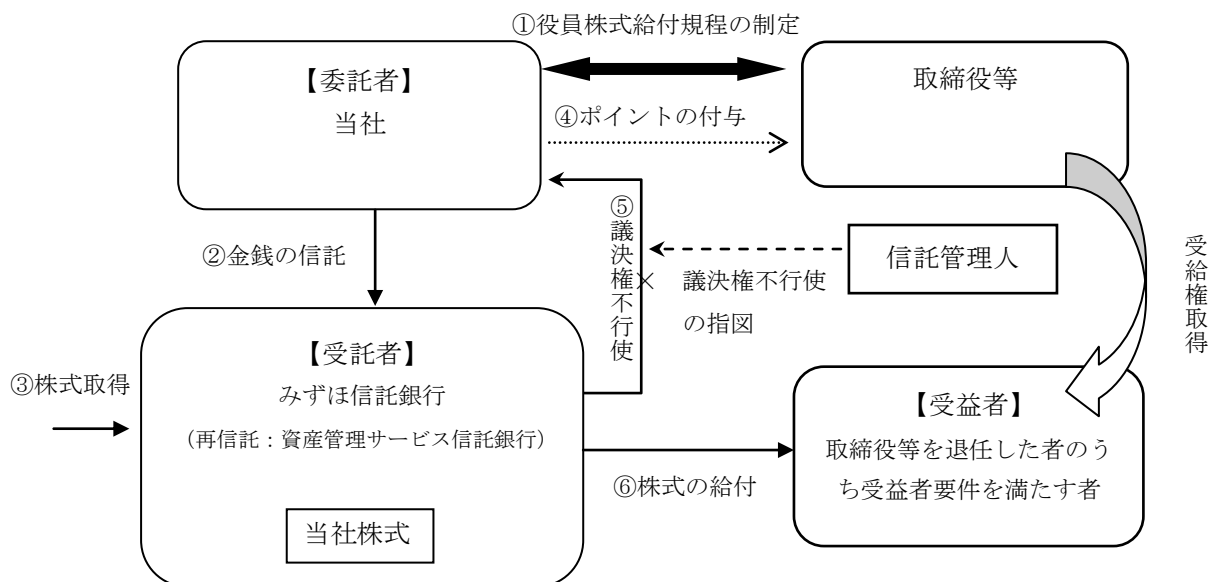 ①役員株式給付規程の制定
【委託者】
当社
取締役等
④ポイントの付与
②金銭の信託
⑤議決権不行使
×
議決権不行使
の指図
信託管理人
受給権取得
③株式取得
【受託者】
みずほ信託銀行
（再信託：資産管理サービス信託銀行）
当社株式
⑥株式の給付
【受益者】
取締役等を退任した者のう
ち受益者要件を満たす者